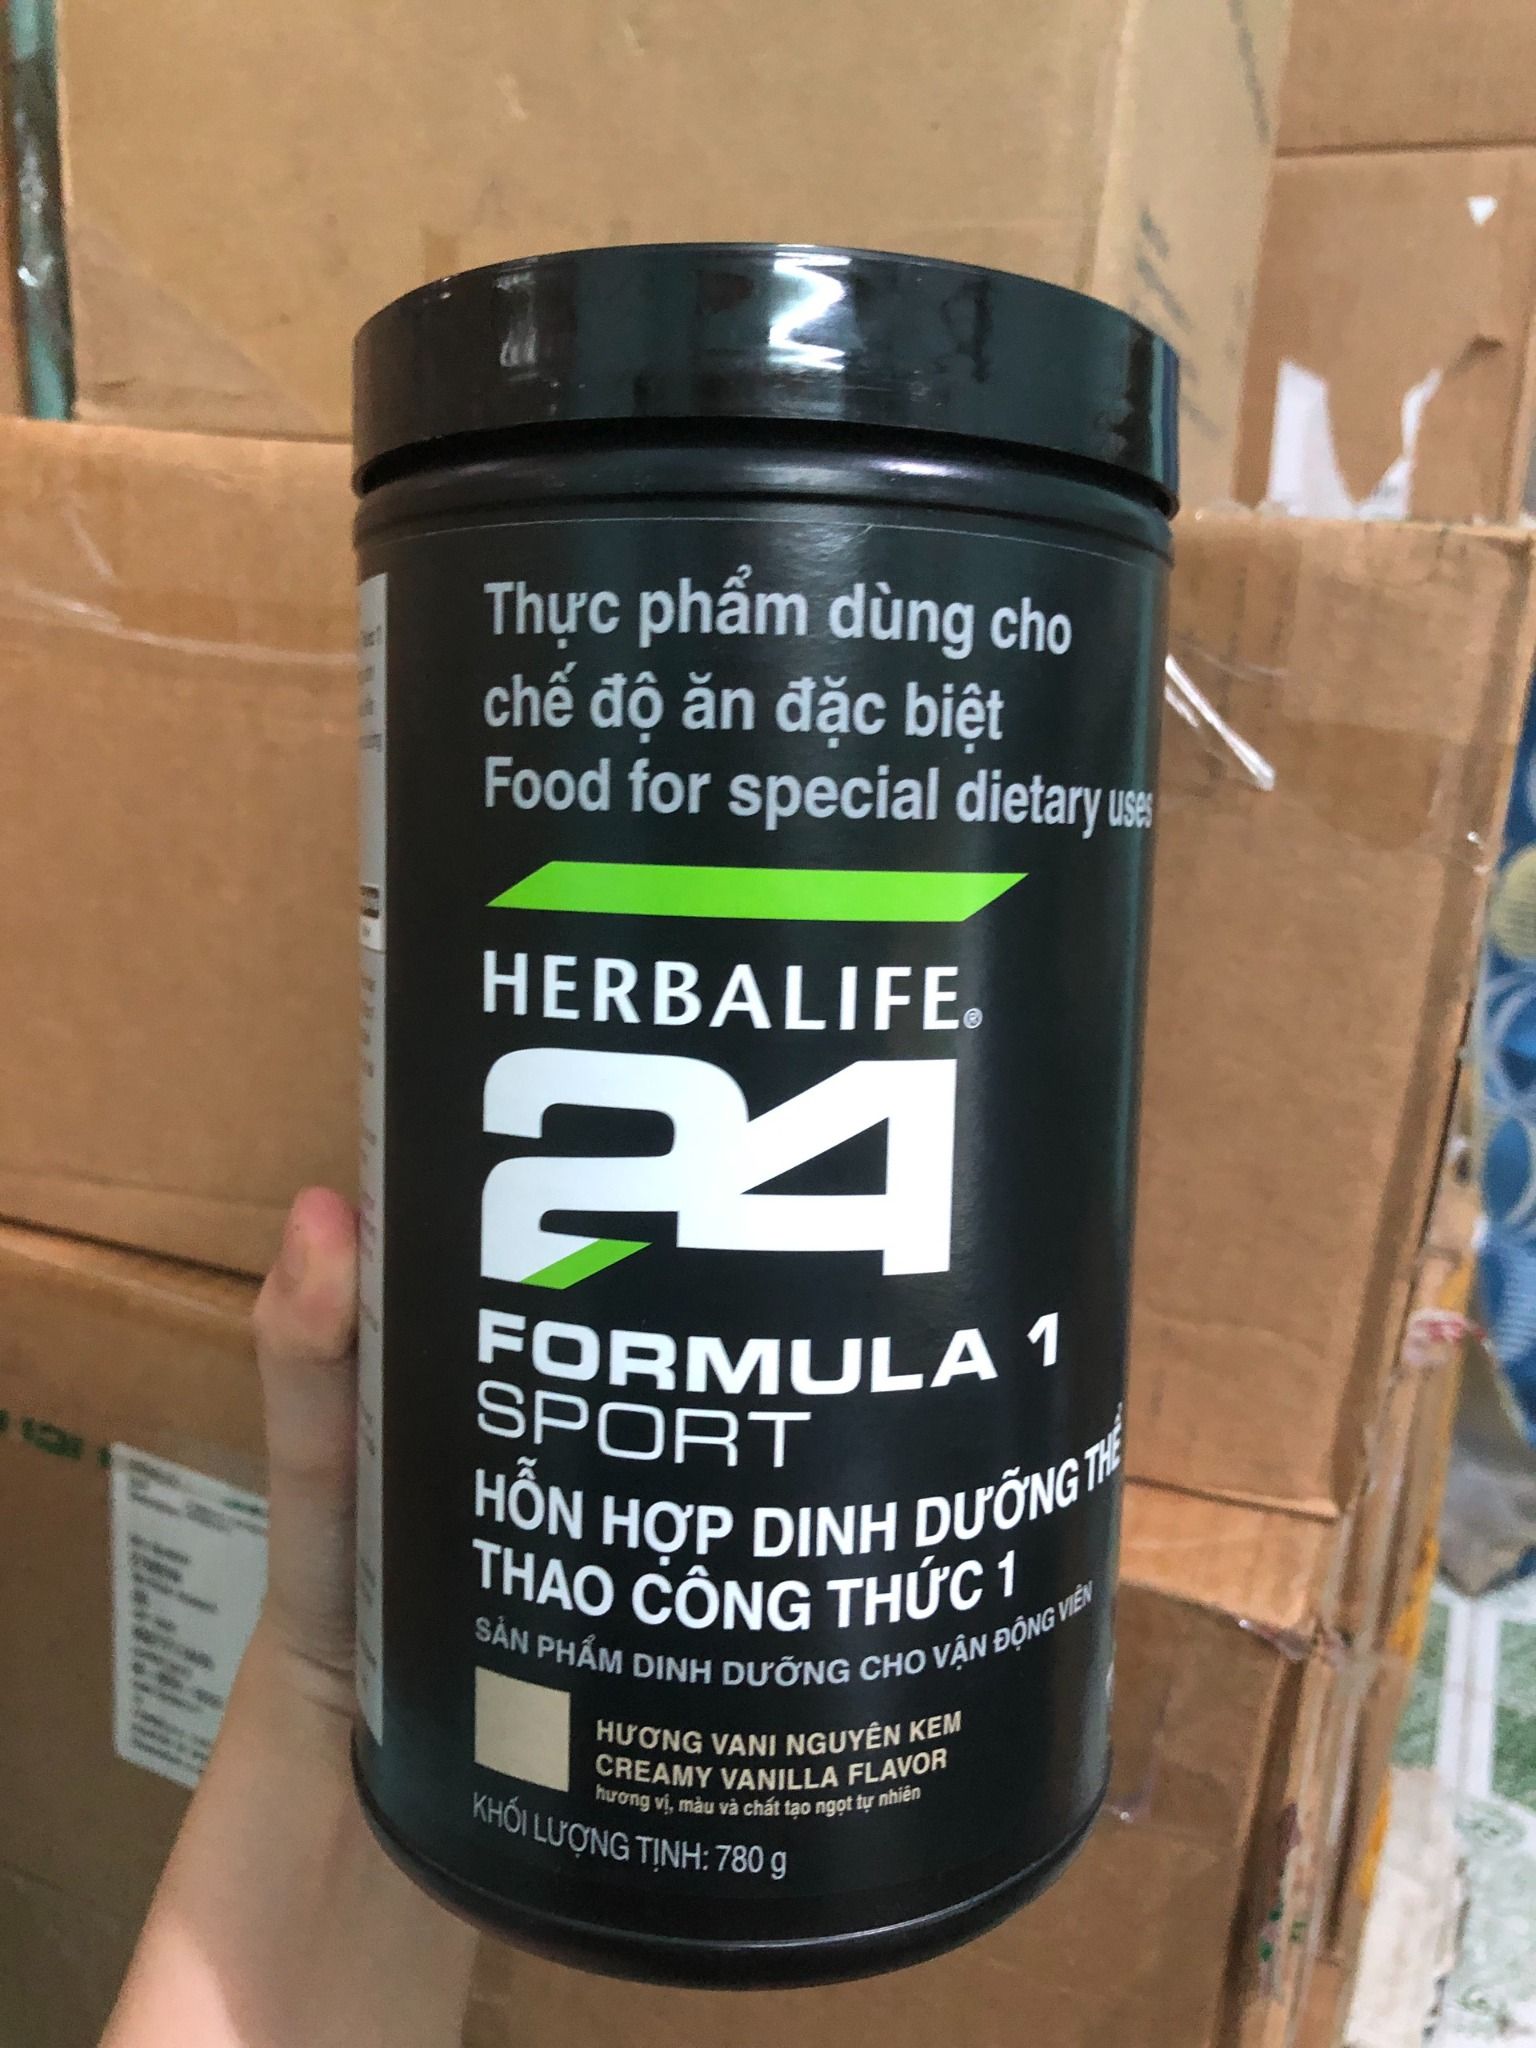 Thực phẩm dùng cho
chế độ ăn đặc biệt
Food for special dietary uses
HERBALIFE®
24
FORMULA 1
SPORT
HỖN HỢP DINH DƯỠNG THỂ
THAO CÔNG THỨC 1
SẢN PHẨM DINH DƯỠNG CHO VẬN ĐỘNG VIÊN
HƯƠNG VANI NGUYÊN KEM
CREAMY VANILLA FLAVOR
hương vị, màu và chất tạo ngọt tự nhiên
KHỐI LƯỢNG TỊNH: 780 g